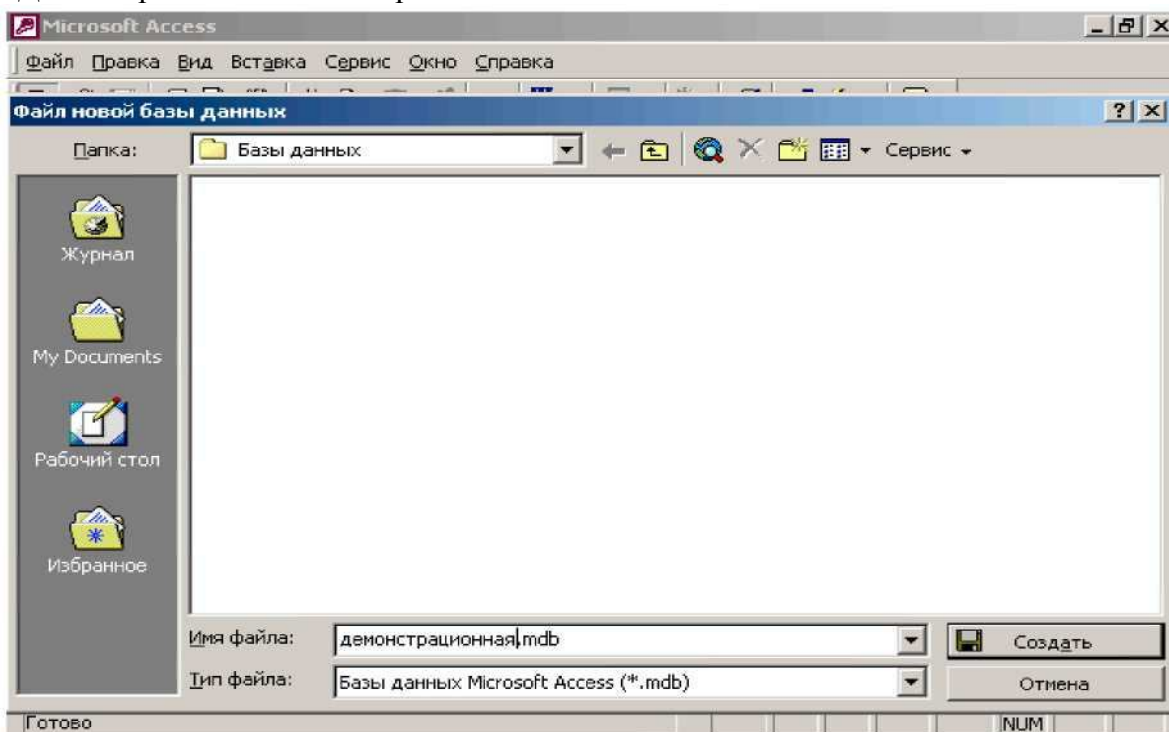 Microsoft Access
Файл Правка Вид Вставка Сервис Окно Справка
Файл новой базы данных
Папка: Базы данных Сервис
Журнал
My Documents
Рабочий стол
Избранное
Имя файла: демонстрационная.mdb Создать
Тип файла: Базы данных Microsoft Access (*.mdb) Отмена
Готово NUM